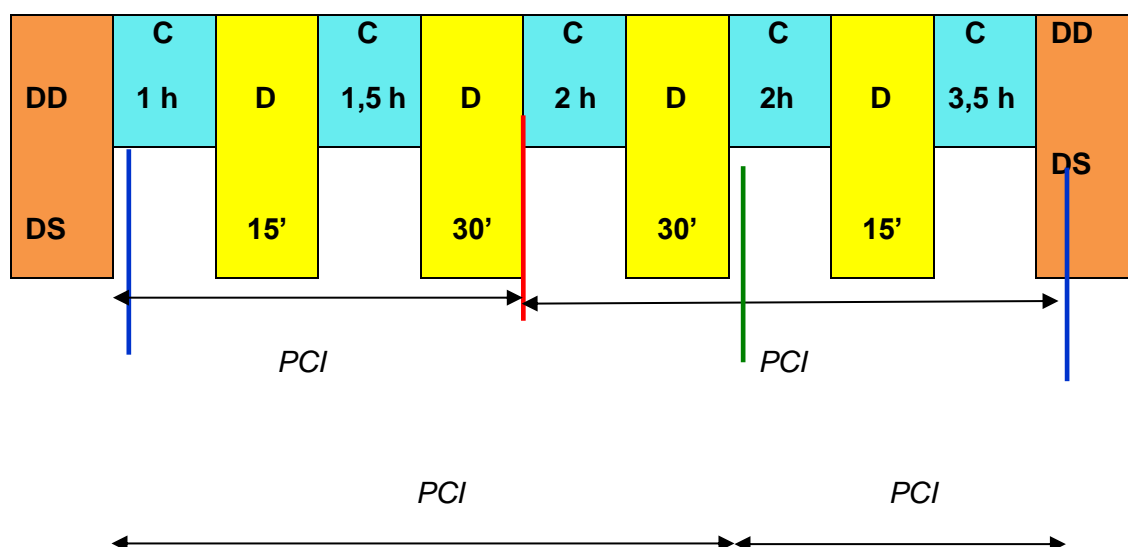 C C C C C DD
DD 1 h D 1,5 h D 2 h D 2h D 3,5 h
DS
DS 15’ 30’ 30’ 15’
PCI PCI
PCI PCI